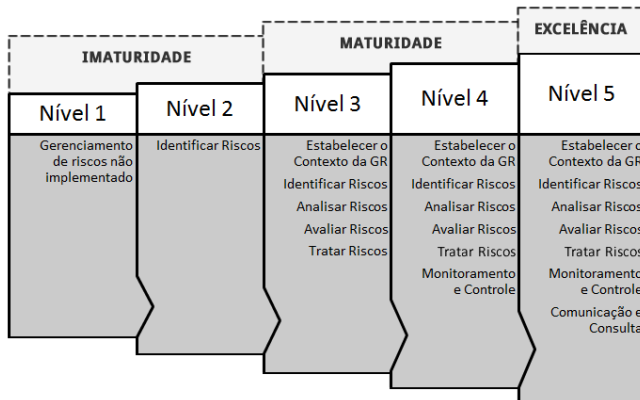 IMATURIDADE
MATURIDADE
EXCELÊNCIA
Nível 1
Nível 2
Nível 3
Nível 4
Nível 5
Gerenciamento
de riscos não
implementado
Identificar Riscos
Estabelecer o
Contexto da GR
Identificar Riscos
Analisar Riscos
Avaliar Riscos
Tratar Riscos
Estabelecer o
Contexto da GR
Identificar Riscos
Analisar Riscos
Avaliar Riscos
Tratar Riscos
Monitoramento
e Controle
Estabelecer o
Contexto da GR
Identificar Riscos
Analisar Riscos
Avaliar Riscos
Tratar Riscos
Monitoramento
e Controle
Comunicação e
Consulta